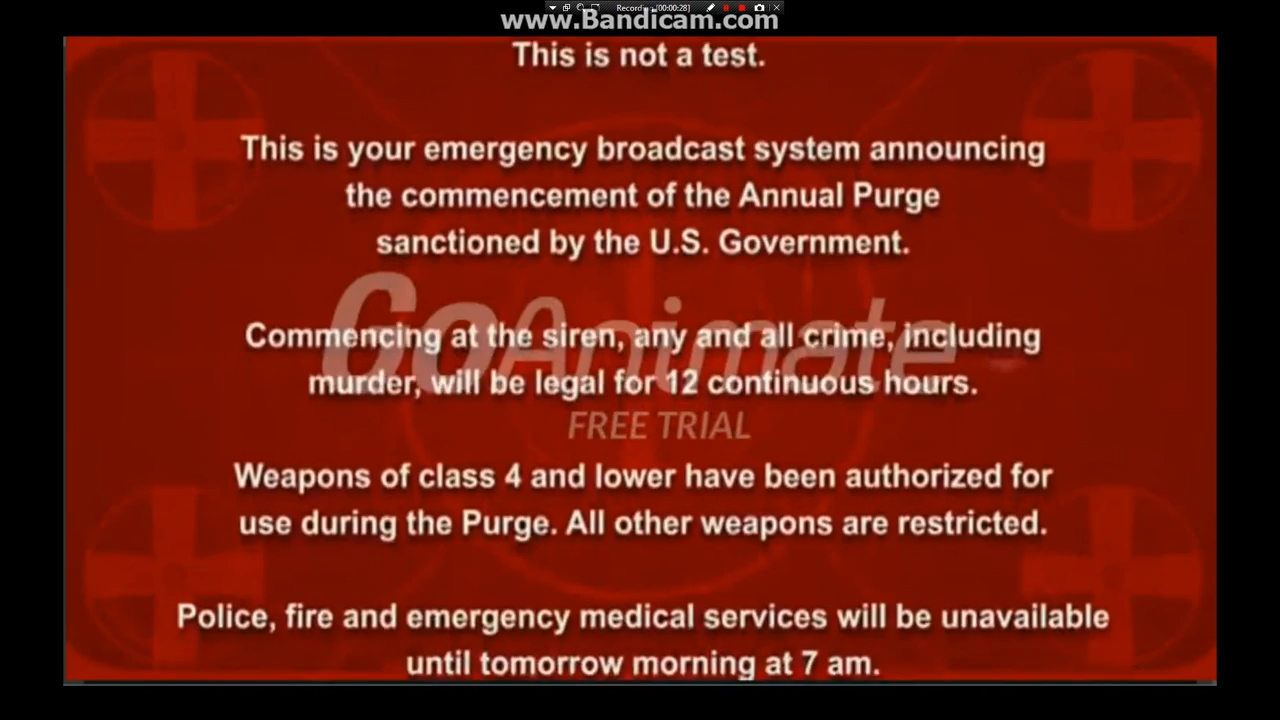 Recording [00:00:28]
www.Bandicam.com
This is not a test.
This is your emergency broadcast system announcing
the commencement of the Annual Purge
sanctioned by the U.S. Government.
GoAnimate
Commencing at the siren, any and all crime, including
murder, will be legal for 12 continuous hours.
FREE TRIAL
Weapons of class 4 and lower have been authorized for
use during the Purge. All other weapons are restricted.
Police, fire and emergency medical services will be unavailable
until tomorrow morning at 7 am.